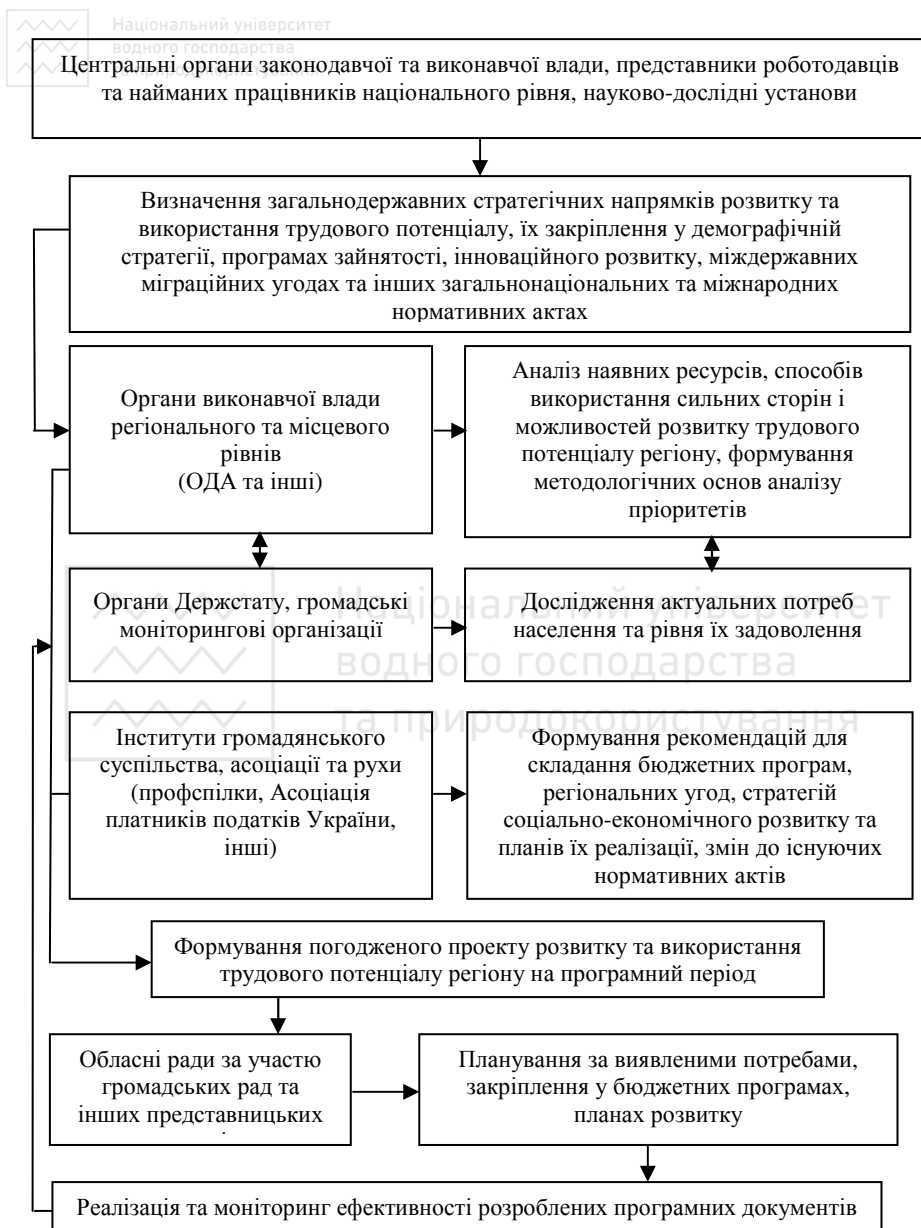 Національний університет
водного господарства
та природокористування
Центральні органи законодавчої та виконавчої влади, представники роботодавців
та найманих працівників національного рівня, науково-дослідні установи
Визначення загальнодержавних стратегічних напрямків розвитку та
використання трудового потенціалу, їх закріплення у демографічній
стратегії, програмах зайнятості, інноваційного розвитку, міждержавних
міграційних угодах та інших загальнонаціональних та міжнародних
нормативних актах
Органи виконавчої влади
регіонального та місцевого
рівнів
(ОДА та інші)
Аналіз наявних ресурсів, способів
використання сильних сторін і
можливостей розвитку трудового
потенціалу регіону, формування
методологічних основ аналізу
пріоритетів
Органи Держстату, громадські
моніторингові організації
Дослідження актуальних потреб
населення та рівня їх задоволення
Національний університет
водного господарства
та природокористування
Інститути громадянського
суспільства, асоціації та рухи
(профспілки, Асоціація
платників податків України,
інші)
Формування рекомендацій для
складання бюджетних програм,
регіональних угод, стратегій
соціально-економічного розвитку та
планів їх реалізації, змін до існуючих
нормативних актів
Формування погодженого проекту розвитку та використання
трудового потенціалу регіону на програмний період
Обласні ради за участю
громадських рад та
інших представницьких
Планування за виявленими потребами,
закріплення у бюджетних програмах,
планах розвитку
Реалізація та моніторинг ефективності розроблених програмних документів